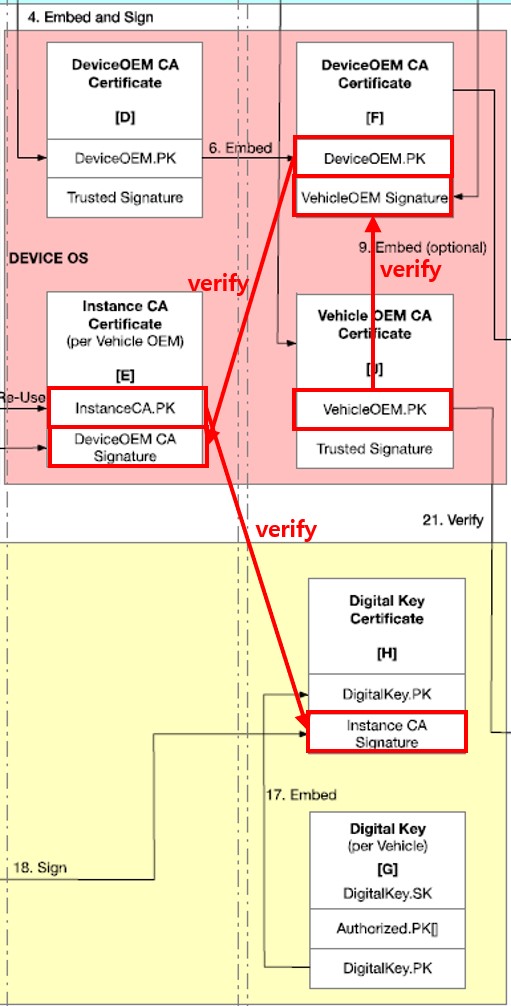 4. Embed and Sign
DeviceOEM CA
Certificate
[D]
DeviceOEM.PK
Trusted Signature
6. Embed
DeviceOEM CA
Certificate
[F]
DeviceOEM.PK
VehicleOEM Signature
9. Embed (optional)
verify
verify
DEVICE OS
Instance CA
Certificate
(per Vehicle OEM)
[E]
Re-Use
InstanceCA.PK
DeviceOEM CA
Signature
Vehicle OEM CA
Certificate
[J]
VehicleOEM.PK
Trusted Signature
21. Verify
verify
Digital Key
Certificate
[H]
DigitalKey.PK
Instance CA
Signature
17. Embed
18. Sign
Digital Key
(per Vehicle)
[G]
DigitalKey.SK
Authorized.PK[]
DigitalKey.PK